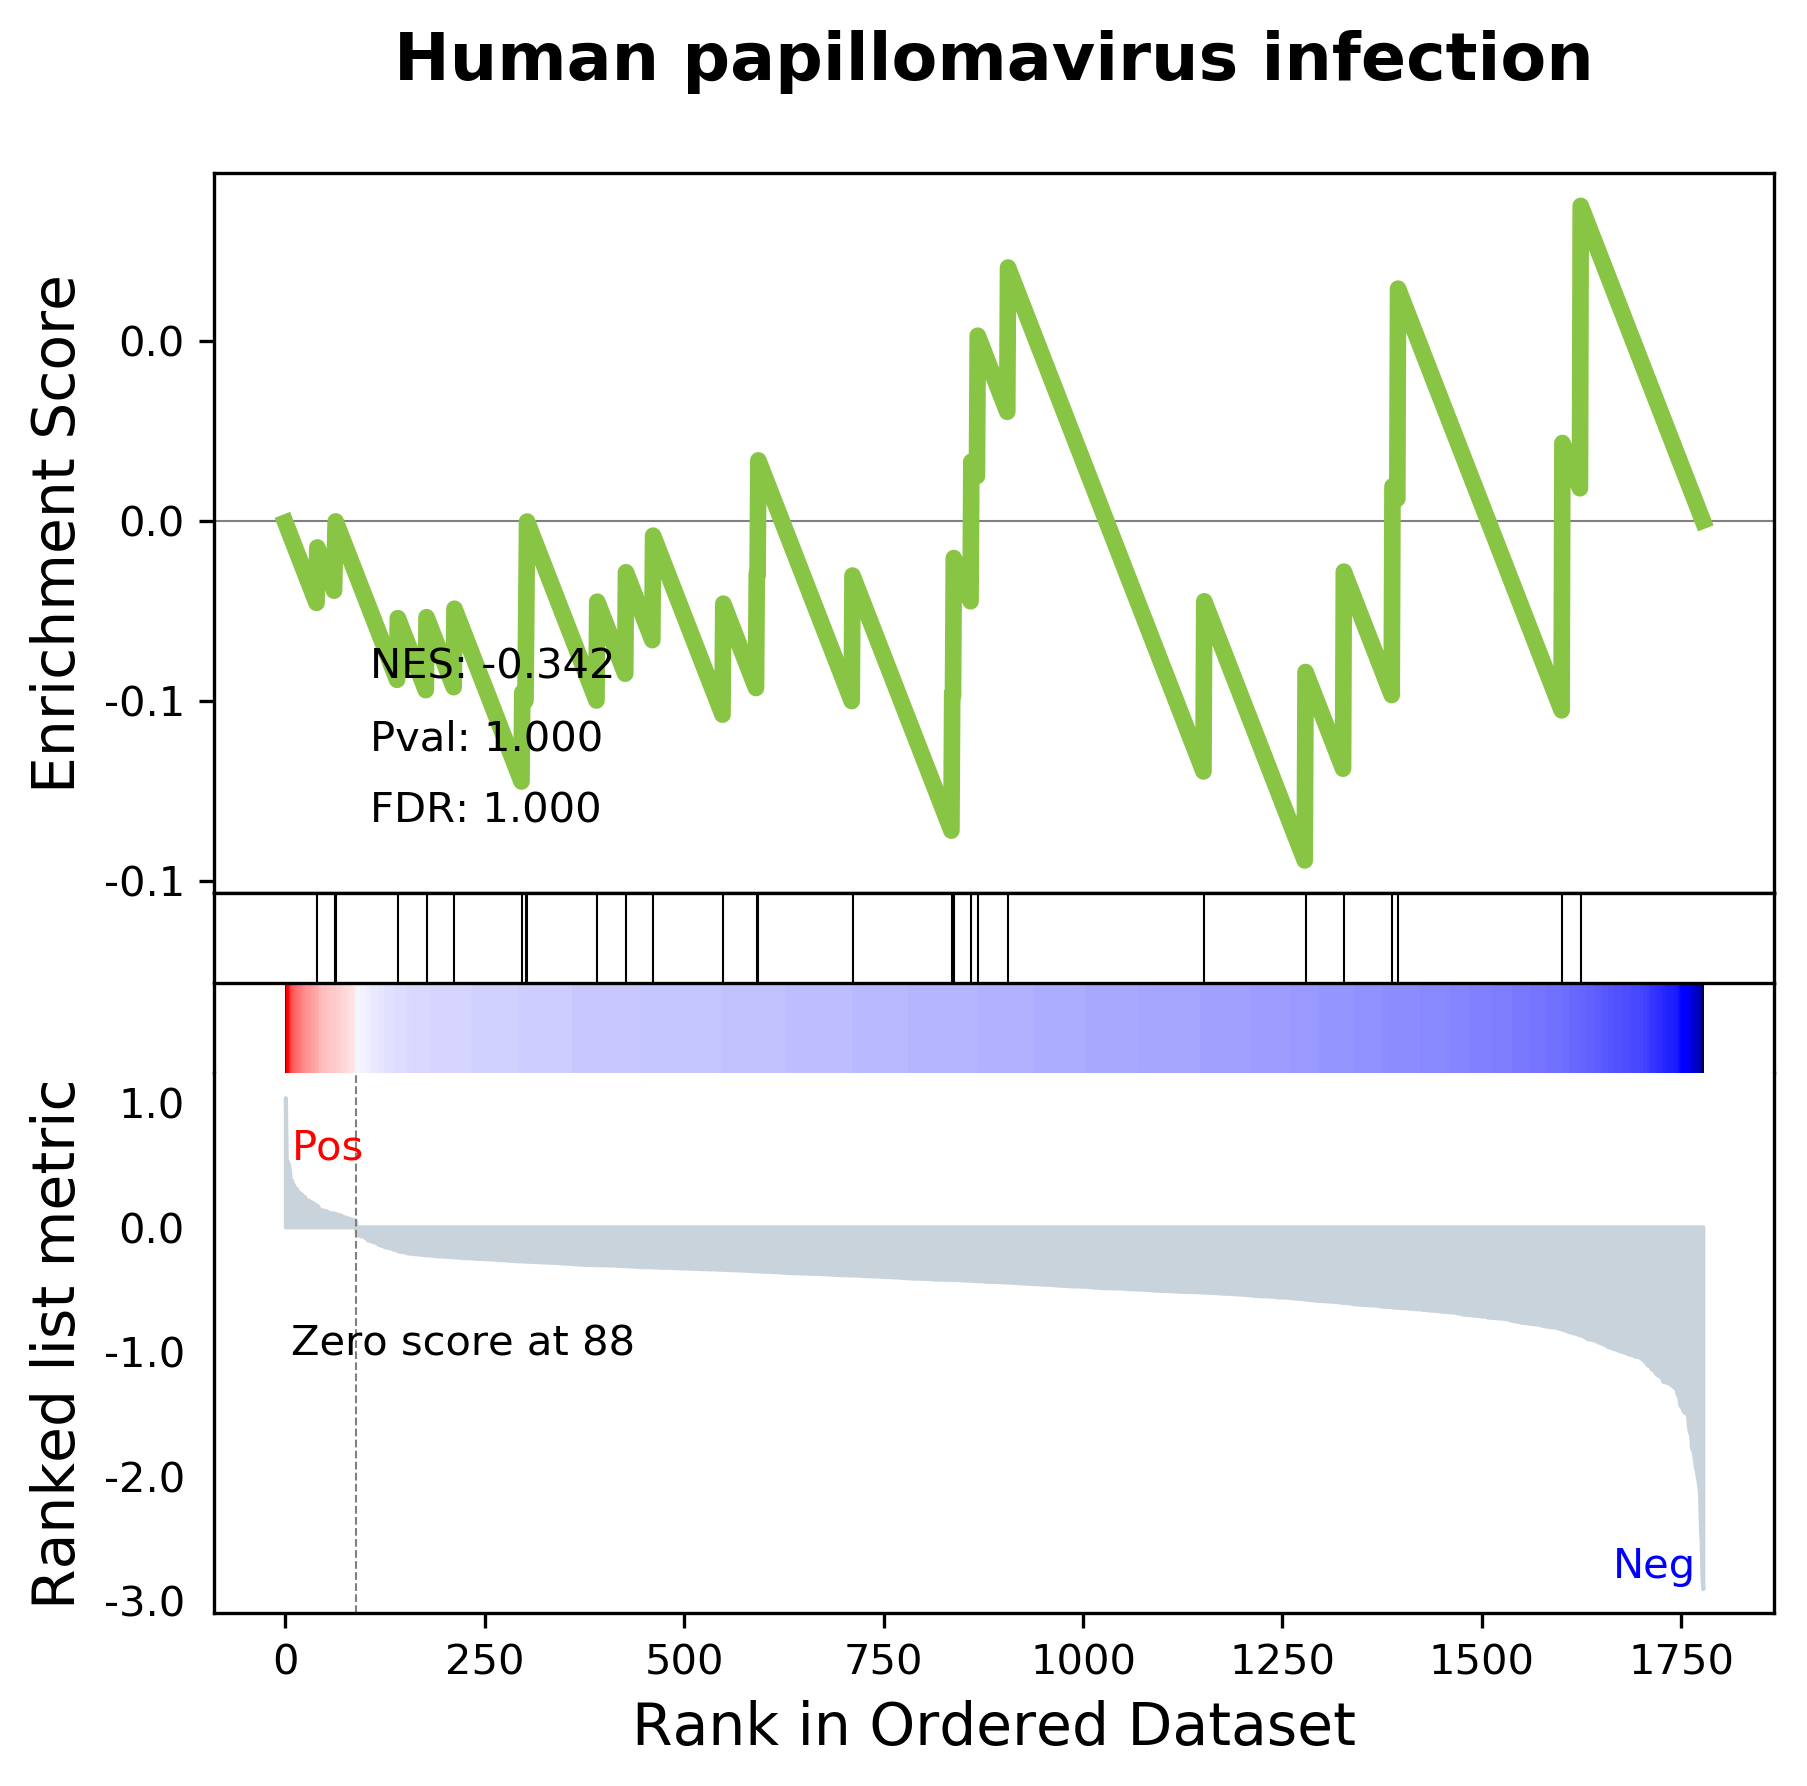 Human papillomavirus infection
Enrichment Score
0.0
0.0
-0.1
-0.1
NES: -0.342
Pval: 1.000
FDR: 1.000
Ranked list metric
1.0
0.0
-1.0
-2.0
-3.0
Pos
Zero score at 88
Neg
0 250 500 750 1000 1250 1500 1750
Rank in Ordered Dataset